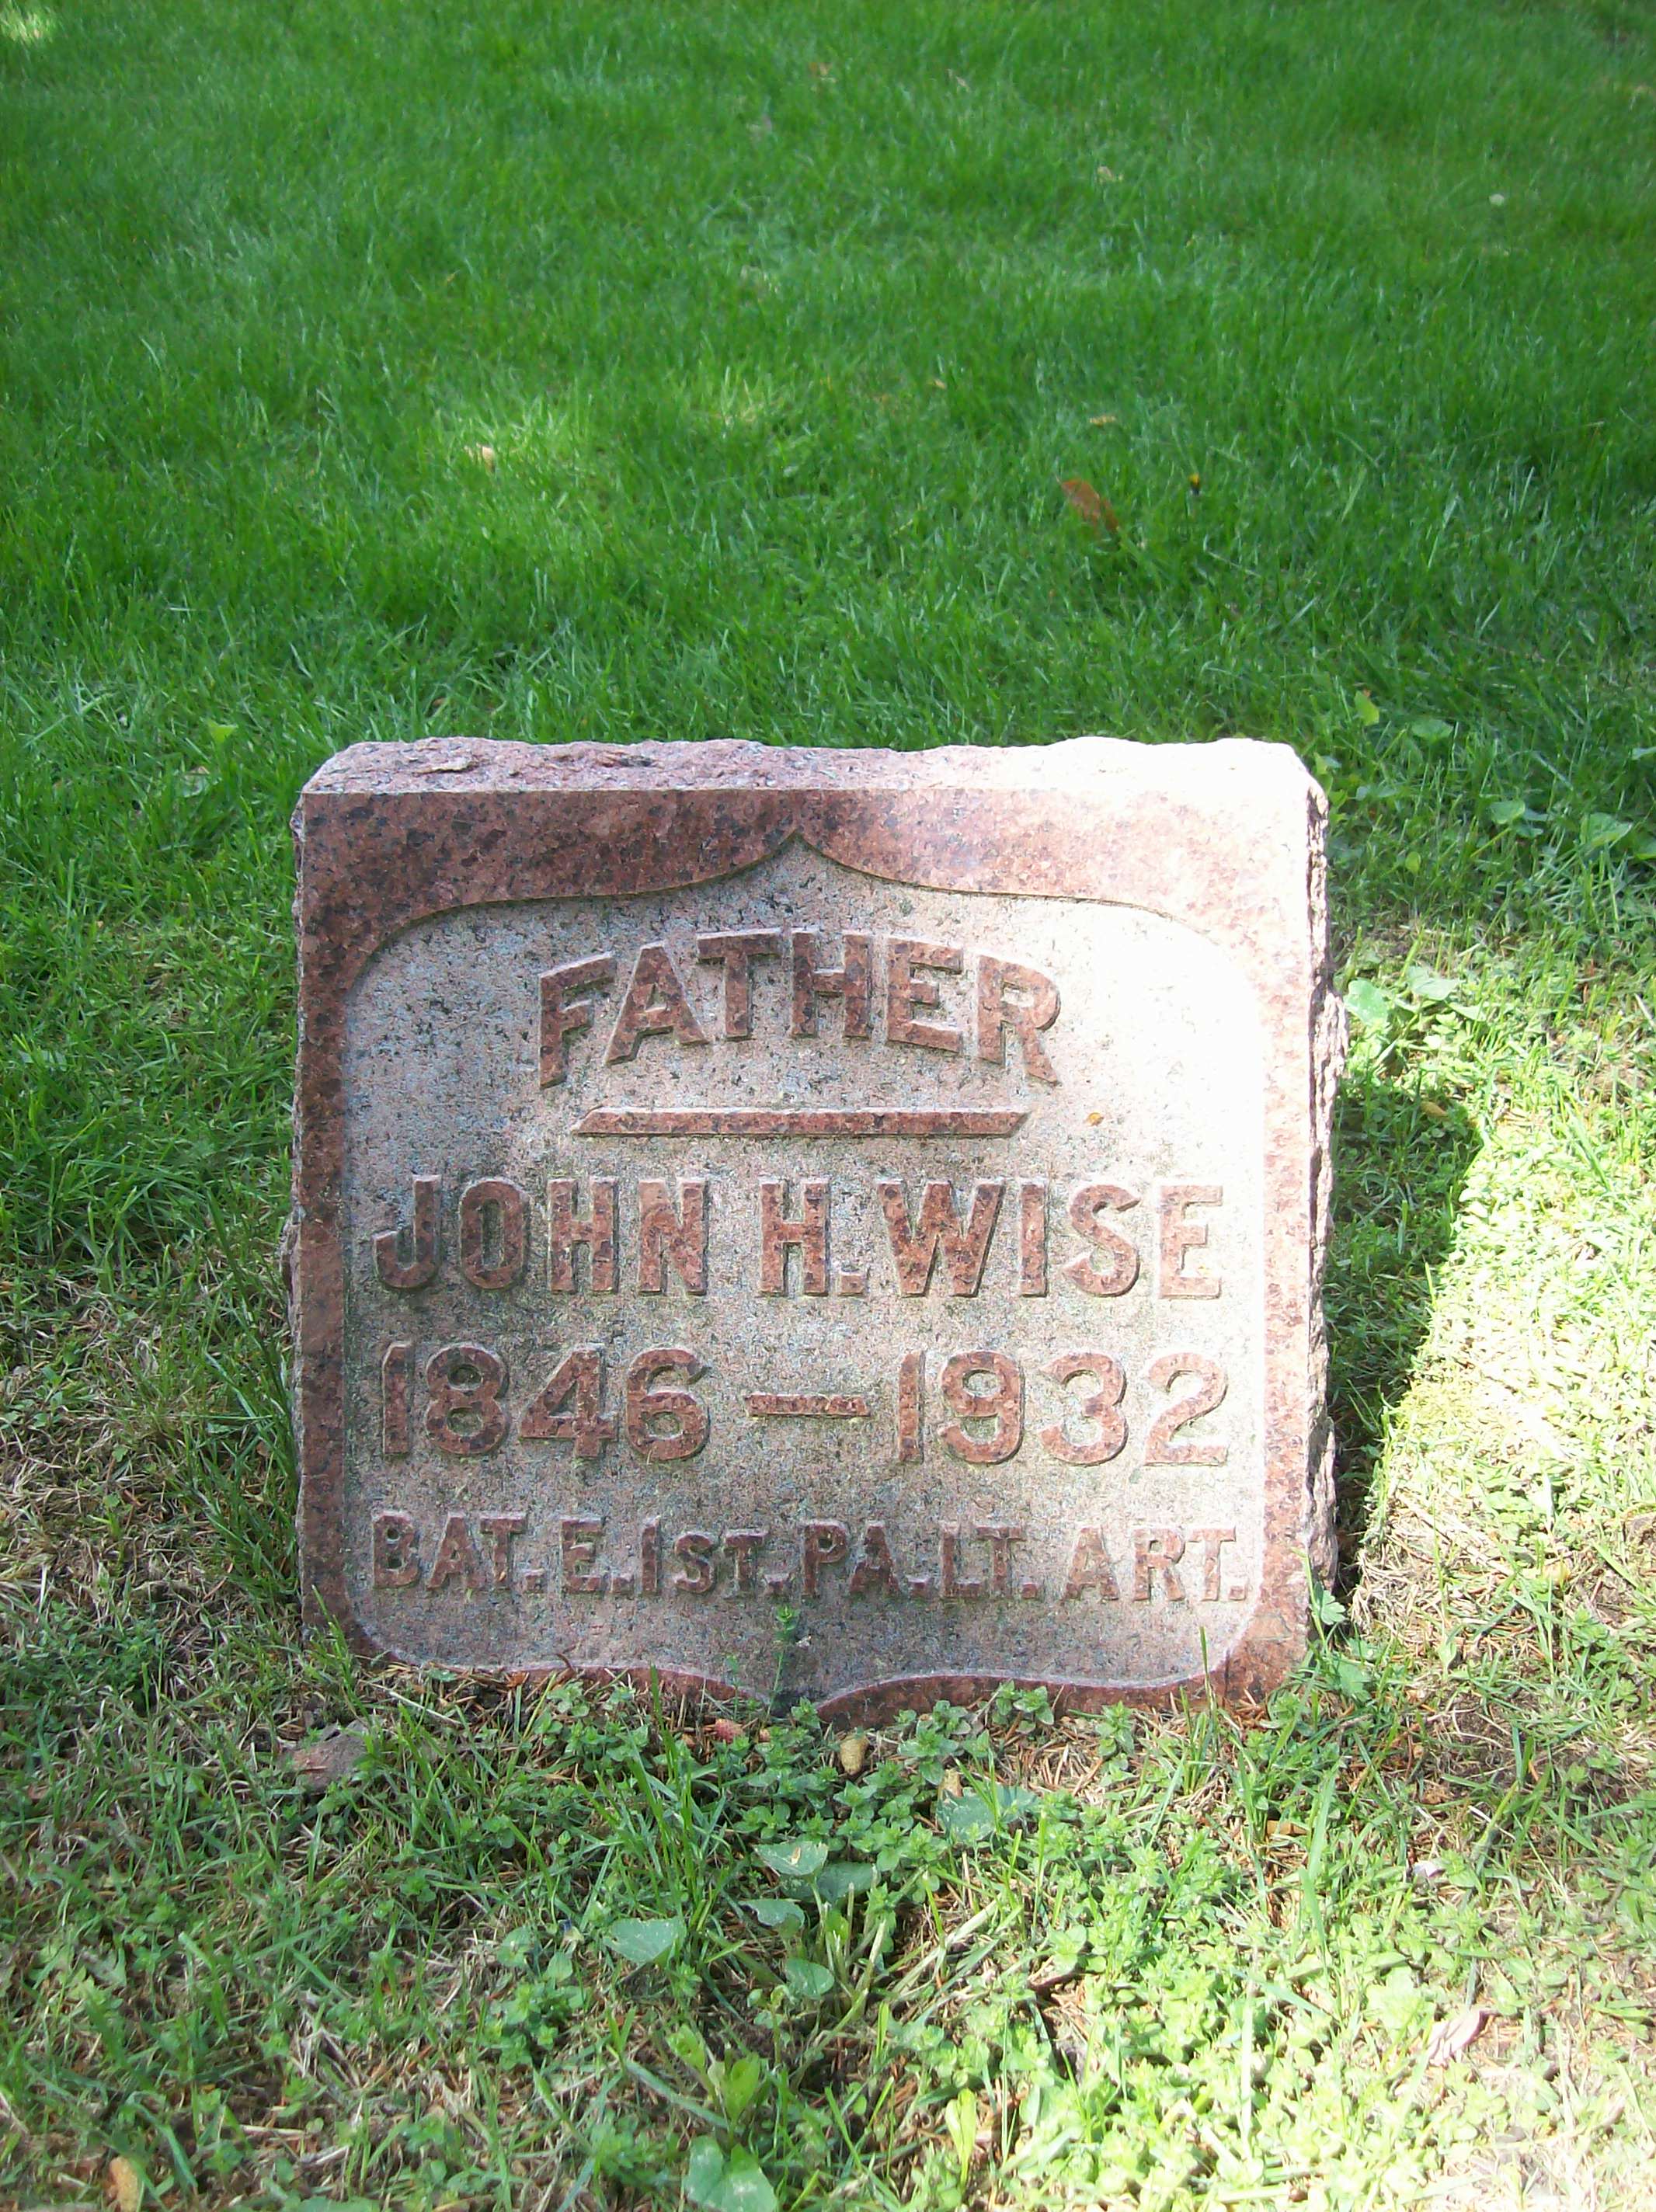 FATHER
JOHN H. WISE
1846 — 1932
BAT. E. 1ST. PA. LT. ART.